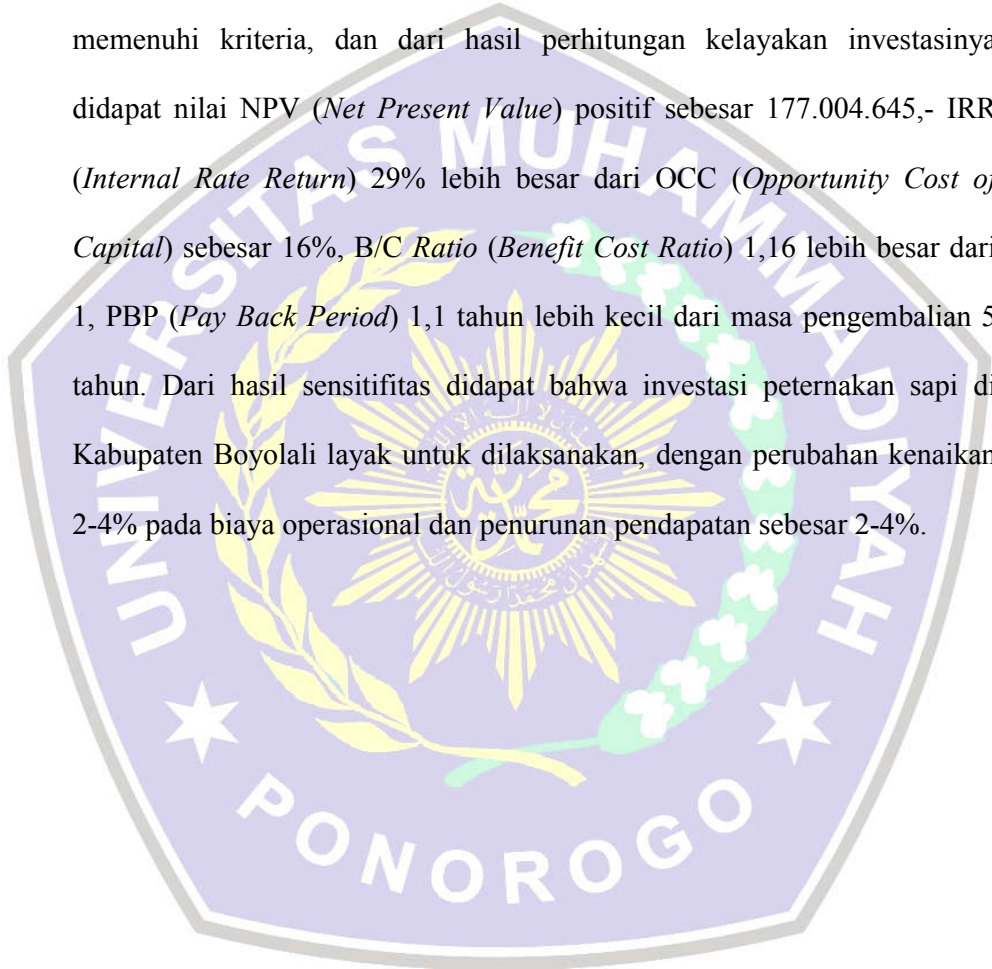 memenuhi kriteria, dan dari hasil perhitungan kelayakan investasinya
didapat nilai NPV (Net Present Value) positif sebesar 177.004.645,- IRR
(Internal Rate Return) 29% lebih besar dari OCC (Opportunity Cost of
Capital) sebesar 16%, B/C Ratio (Benefit Cost Ratio) 1,16 lebih besar dari
1, PBP (Pay Back Period) 1,1 tahun lebih kecil dari masa pengembalian 5
tahun. Dari hasil sensitifitas didapat bahwa investasi peternakan sapi di
Kabupaten Boyolali layak untuk dilaksanakan, dengan perubahan kenaikan
2-4% pada biaya operasional dan penurunan pendapatan sebesar 2-4%.
UNIVERSITAS MUHAMMADIYAH
PONOROGO